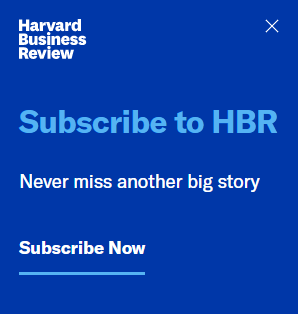 Harvard
Business
Review
Subscribe to HBR
Never miss another big story
Subscribe Now